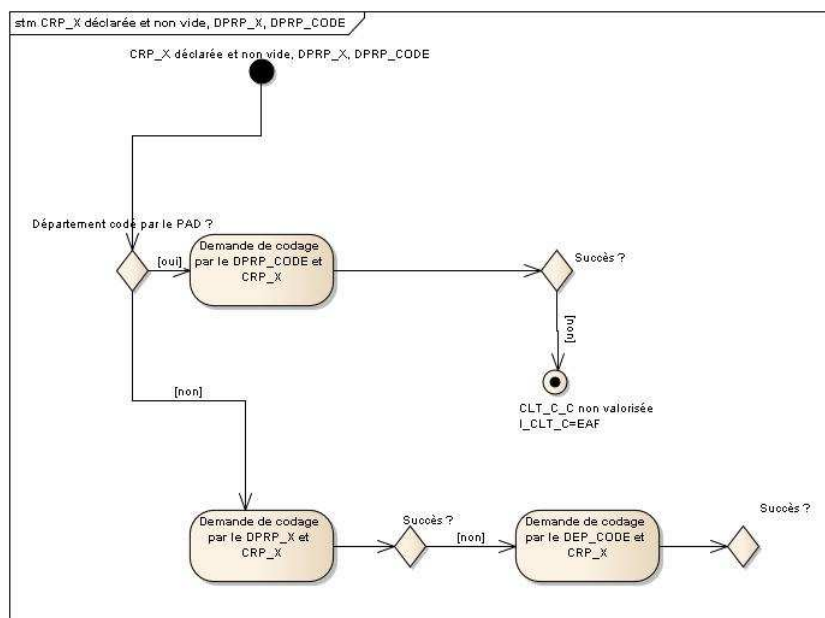 stm CRP_X déclarée et non vide, DPRP_X, DPRP_CODE
CRP_X déclarée et non vide, DPRP_X, DPRP_CODE
Département codé par le PAD ?
[oui]
Demande de codage
par le DPRP_CODE et
CRP_X
Succès ?
[non]
CLT_C_C non valorisée
I_CLT_C=EAF
[non]
Demande de codage
par le DPRP_X et
CRP_X
Succès ?
[non]
Demande de codage
par le DEP_CODE et
CRP_X
Succès ?